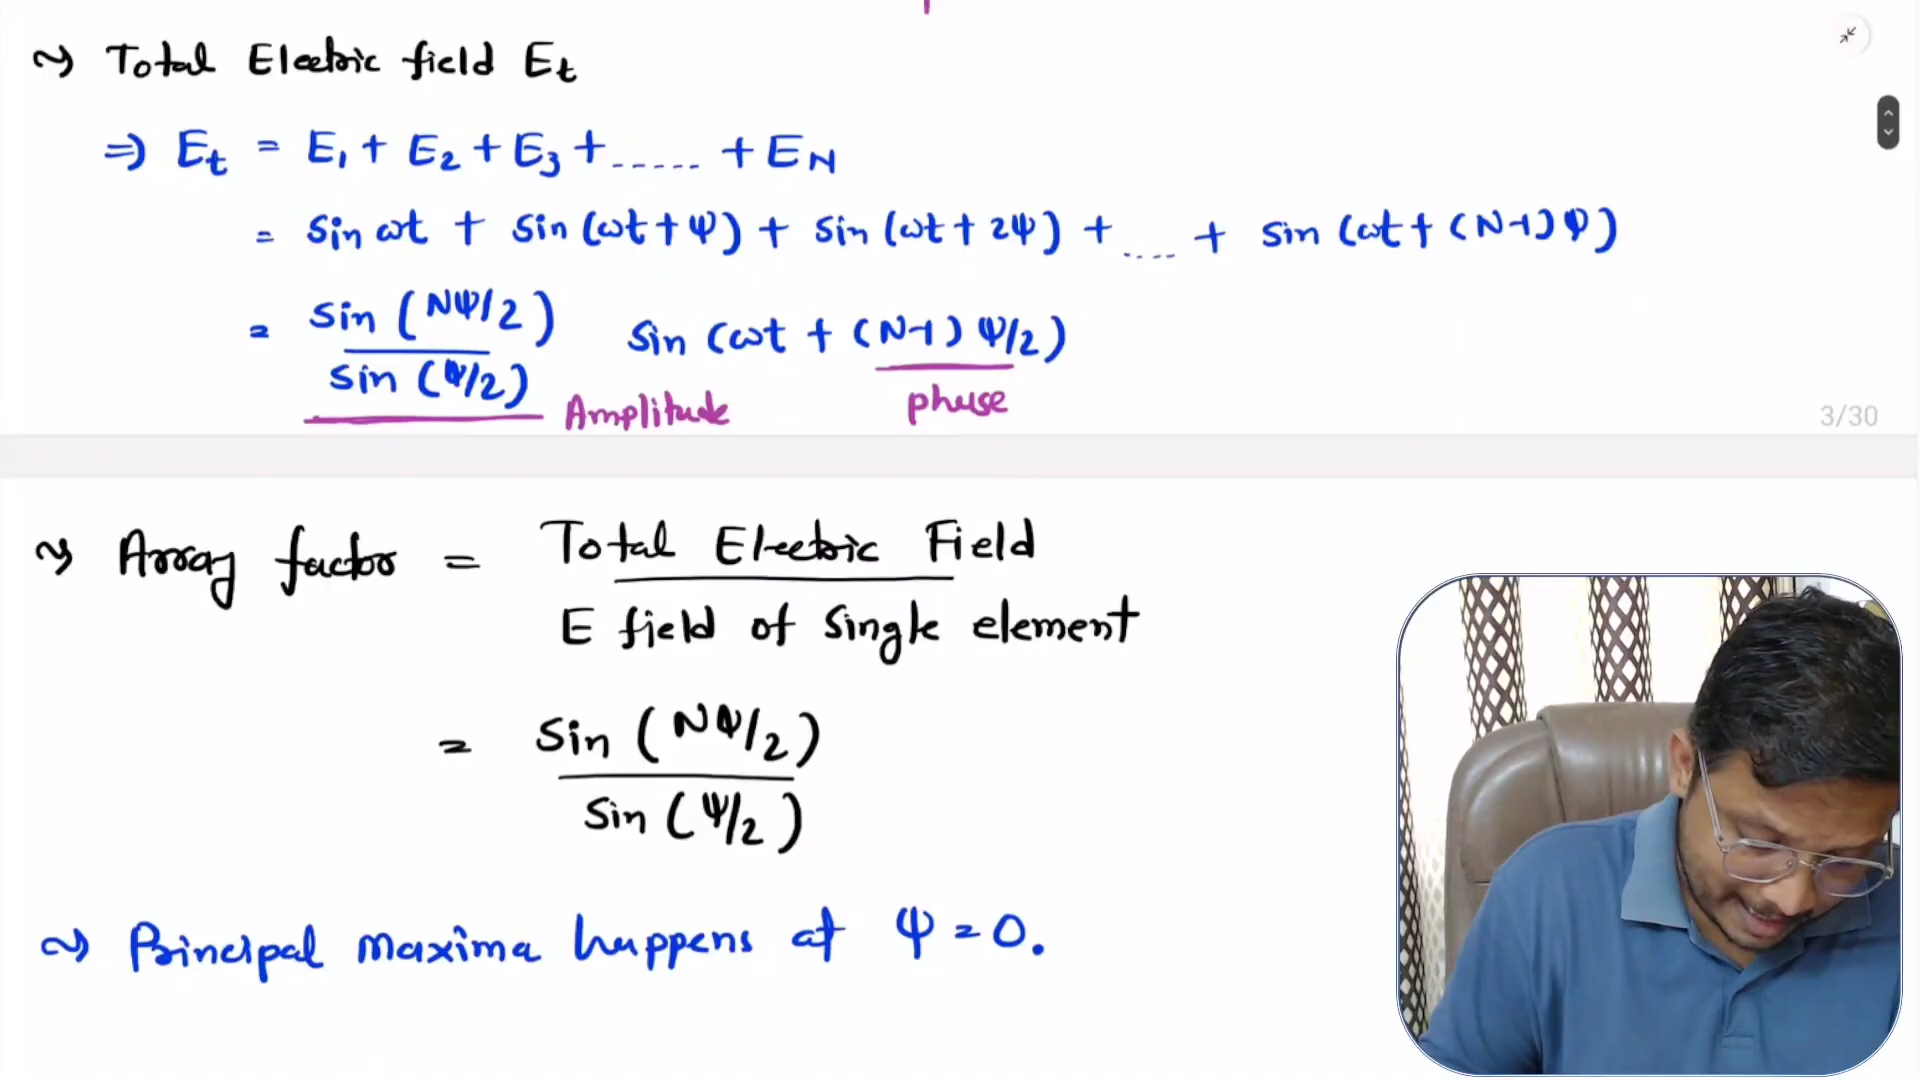 ~> Total Electric field Et
=> Et = E1 + E2 + E3 + ..... + EN
= sin ωt + sin (ωt + ψ) + sin (ωt + 2ψ) + .... + sin (ωt + (N-1) ψ)
= sin (Nψ/2) / sin (ψ/2) sin (ωt + (N-1) ψ/2)
Amplitude phase
3/30
~> Array factor = Total Electric Field / E field of single element
= sin (Nψ/2) / sin (ψ/2)
~> Principal maxima happens at ψ = 0.